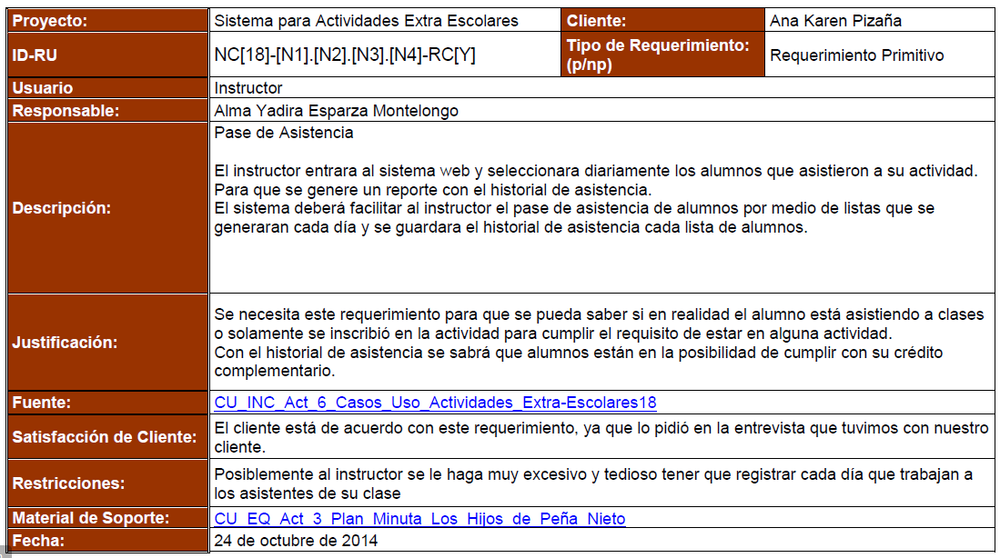 Proyecto: Sistema para Actividades Extra Escolares Cliente: Ana Karen Pizaña
ID-RU NC[18]-[N1].[N2].[N3].[N4]-RC[Y] Tipo de Requerimiento: (p/np) Requerimiento Primitivo
Usuario Instructor
Responsable: Alma Yadira Esparza Montelongo
Descripción:
Pase de Asistencia
El instructor entrara al sistema web y seleccionara diariamente los alumnos que asistieron a su actividad.
Para que se genere un reporte con el historial de asistencia.
El sistema deberá facilitar al instructor el pase de asistencia de alumnos por medio de listas que se
generaran cada día y se guardara el historial de asistencia cada lista de alumnos.
Justificación:
Se necesita este requerimiento para que se pueda saber si en realidad el alumno está asistiendo a clases
o solamente se inscribió en la actividad para cumplir el requisito de estar en alguna actividad.
Con el historial de asistencia se sabrá que alumnos están en la posibilidad de cumplir con su crédito
complementario.
Fuente: CU_INC_Act_6_Casos_Uso_Actividades_Extra-Escolares18
Satisfacción de Cliente:
El cliente está de acuerdo con este requerimiento, ya que lo pidió en la entrevista que tuvimos con nuestro
cliente.
Restricciones:
Posiblemente al instructor se le haga muy excesivo y tedioso tener que registrar cada día que trabajan a
los asistentes de su clase
Material de Soporte: CU_EQ_Act_3_Plan_Minuta_Los_Hijos_de_Peña_Nieto
Fecha: 24 de octubre de 2014